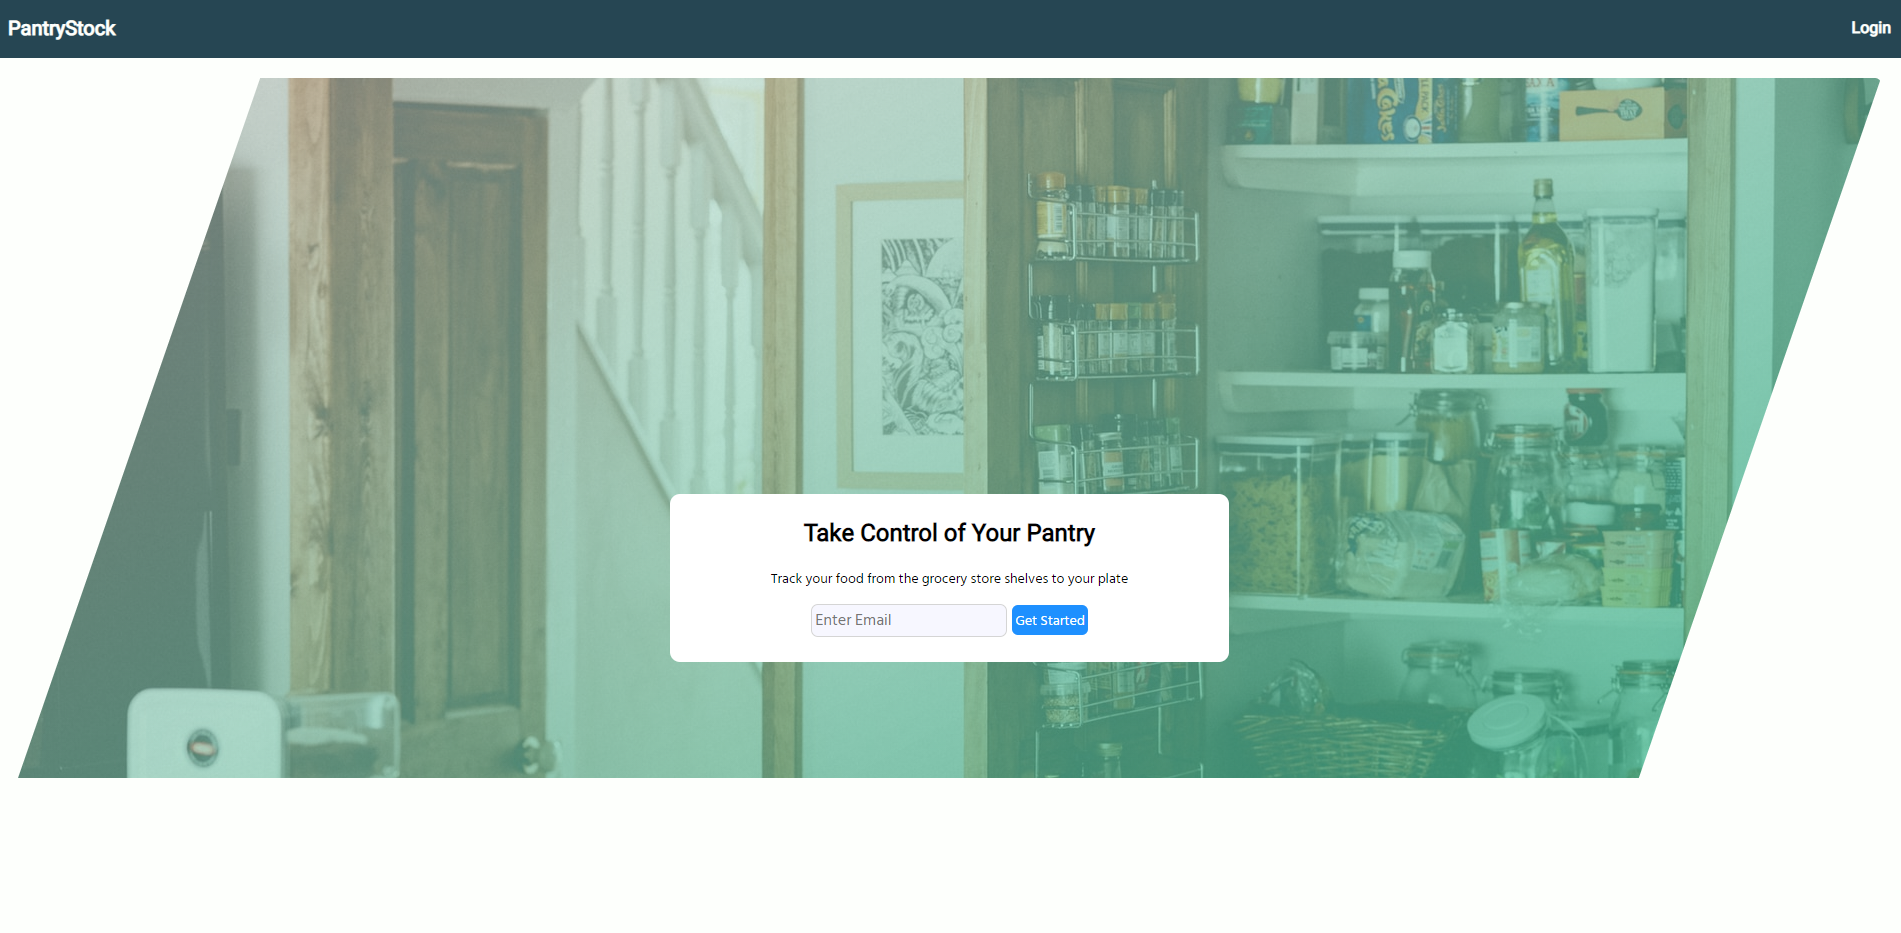 PantryStock
Login
Take Control of Your Pantry
Track your food from the grocery store shelves to your plate
Enter Email
Get Started